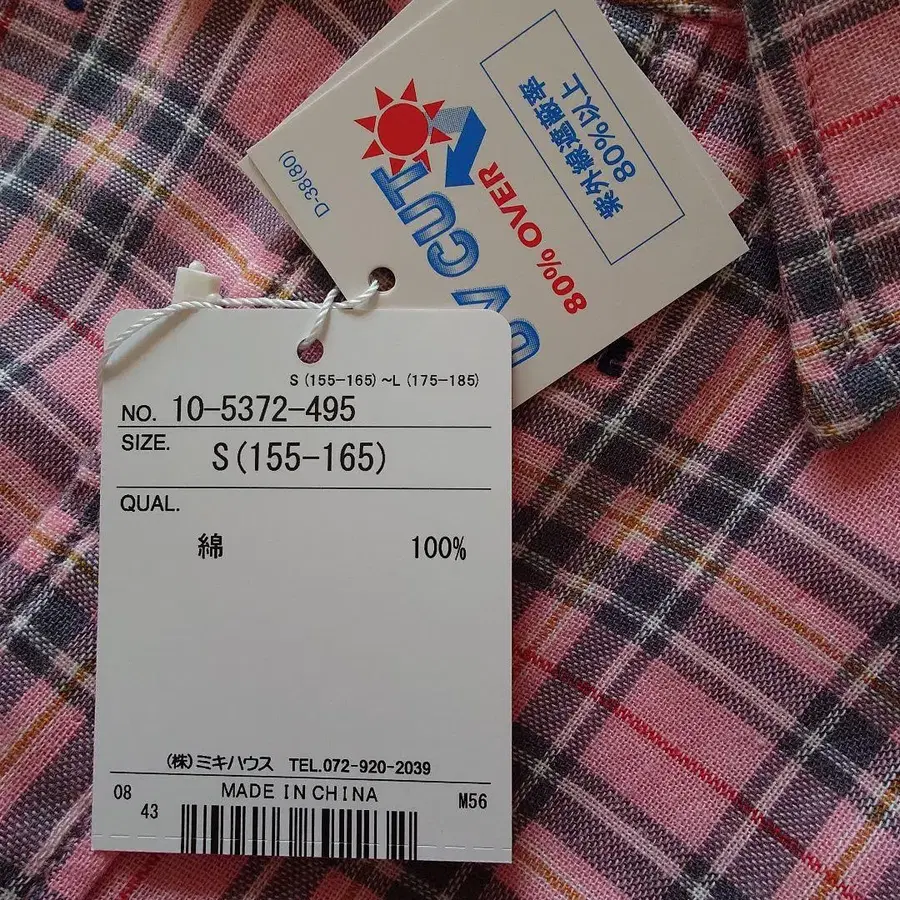 D-38(80)
UV CUT
80% OVER
紫外線遮蔽率
80%以上
S(155-165)~L(175-185)
NO. 10-5372-495
SIZE. S(155-165)
QUAL.
綿 100%
(株)ミキハウス TEL.072-920-2039
MADE IN CHINA
08 43 M56